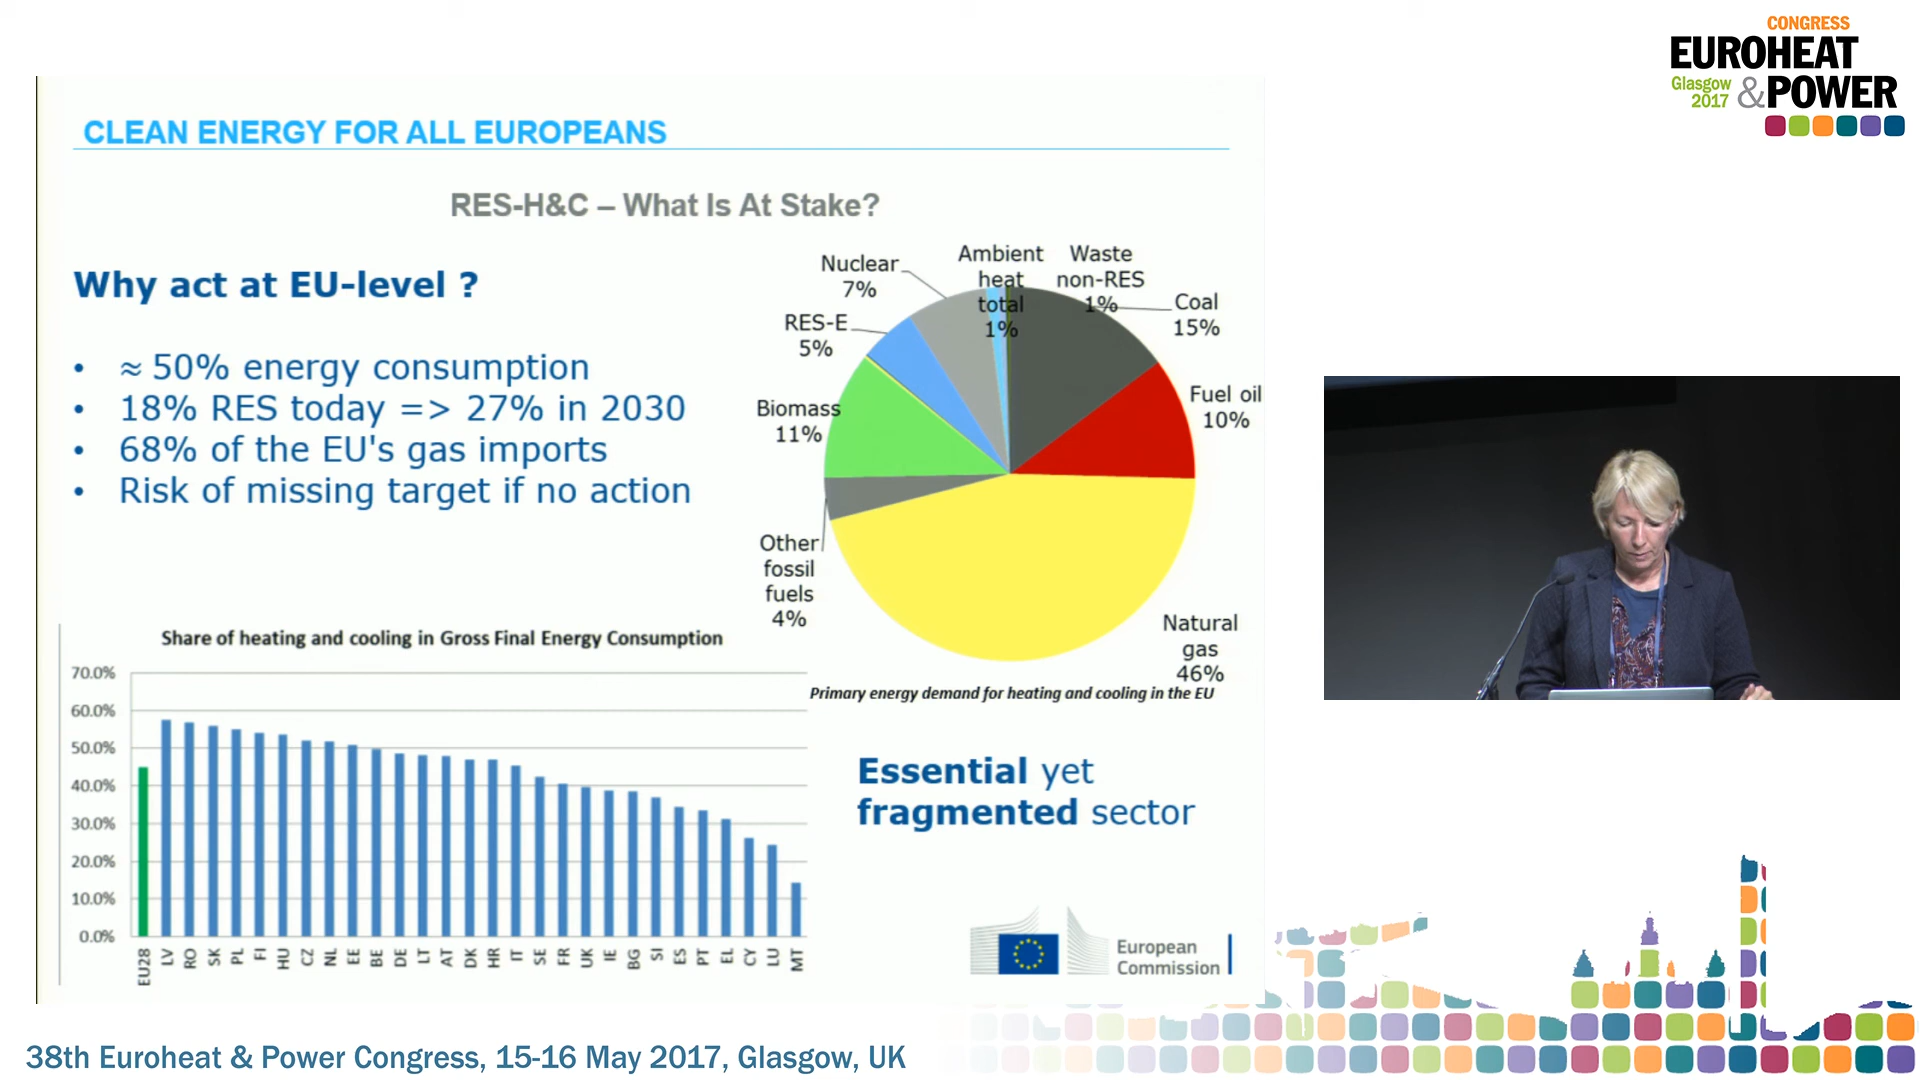 CONGRESS
EUROHEAT
Glasgow
2017
&POWER
CLEAN ENERGY FOR ALL EUROPEANS
RES-H&C – What Is At Stake?
Why act at EU-level ?
• ≈ 50% energy consumption
• 18% RES today => 27% in 2030
• 68% of the EU's gas imports
• Risk of missing target if no action
Nuclear
7%
Ambient
heat
total
1%
Waste
non-RES
1%
Coal
15%
RES-E
5%
Fuel oil
10%
Biomass
11%
Other
fossil
fuels
4%
Natural
gas
46%
Primary energy demand for heating and cooling in the EU
Share of heating and cooling in Gross Final Energy Consumption
70.0%
60.0%
50.0%
40.0%
30.0%
20.0%
10.0%
0.0%
EU28 LV RO SK PL FI HU CZ NL EE BE DE LT AT DK HR IT SE FR UK IE BG SI ES PT EL CY LU MT
Essential yet
fragmented sector
European
Commission
38th Euroheat & Power Congress, 15-16 May 2017, Glasgow, UK